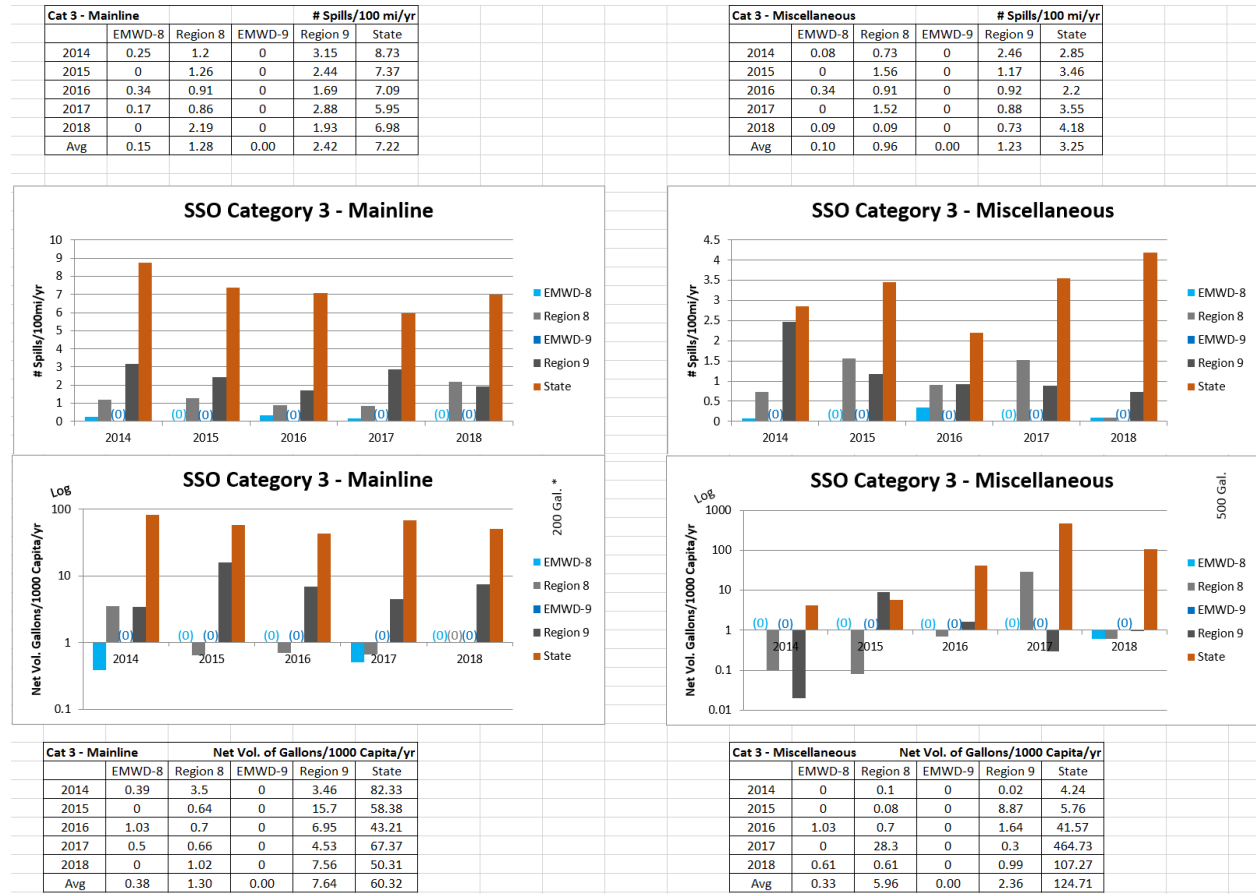 Cat 3 - Mainline # Spills/100 mi/yr
EMWD-8 Region 8 EMWD-9 Region 9 State
2014 0.25 1.2 0 3.15 8.73
2015 0 1.26 0 2.44 7.37
2016 0.34 0.91 0 1.69 7.09
2017 0.17 0.86 0 2.88 5.95
2018 0 2.19 0 1.93 6.98
Avg 0.15 1.28 0.00 2.42 7.22
Cat 3 - Miscellaneous # Spills/100 mi/yr
EMWD-8 Region 8 EMWD-9 Region 9 State
2014 0.08 0.73 0 2.46 2.85
2015 0 1.56 0 1.17 3.46
2016 0.34 0.91 0 0.92 2.2
2017 0 1.52 0 0.88 3.55
2018 0.09 0.09 0 0.73 4.18
Avg 0.10 0.96 0.00 1.23 3.25
SSO Category 3 - Mainline
# Spills/100mi/yr
10
9
8
7
6
5
4
3
2
1
0
(0) (0) (0) (0) (0) (0) (0)
2014 2015 2016 2017 2018
EMWD-8
Region 8
EMWD-9
Region 9
State
SSO Category 3 - Miscellaneous
# Spills/100mi/yr
4.5
4
3.5
3
2.5
2
1.5
1
0.5
0
(0) (0) (0) (0) (0) (0) (0)
2014 2015 2016 2017 2018
EMWD-8
Region 8
EMWD-9
Region 9
State
SSO Category 3 - Mainline
Log
200 Gal. *
Net Vol. Gallons/1000 Capita/yr
100
10
1
0.1
(0) (0) (0) (0) (0) (0) (0) (0) (0)
2014 2015 2016 2017 2018
EMWD-8
Region 8
EMWD-9
Region 9
State
SSO Category 3 - Miscellaneous
Log
500 Gal.
Net Vol. Gallons/1000 Capita/yr
1000
100
10
1
0.1
0.01
(0) (0) (0) (0) (0) (0) (0) (0) (0)
2014 2015 2016 2017 2018
EMWD-8
Region 8
EMWD-9
Region 9
State
Cat 3 - Mainline Net Vol. of Gallons/1000 Capita/yr
EMWD-8 Region 8 EMWD-9 Region 9 State
2014 0.39 3.5 0 3.46 82.33
2015 0 0.64 0 15.7 58.38
2016 1.03 0.7 0 6.95 43.21
2017 0.5 0.66 0 4.53 67.37
2018 0 1.02 0 7.56 50.31
Avg 0.38 1.30 0.00 7.64 60.32
Cat 3 - Miscellaneous Net Vol. of Gallons/1000 Capita/yr
EMWD-8 Region 8 EMWD-9 Region 9 State
2014 0 0.1 0 0.02 4.24
2015 0 0.08 0 8.87 5.76
2016 1.03 0.7 0 1.64 41.57
2017 0 28.3 0 0.3 464.73
2018 0.61 0.61 0 0.99 107.27
Avg 0.33 5.96 0.00 2.36 124.71